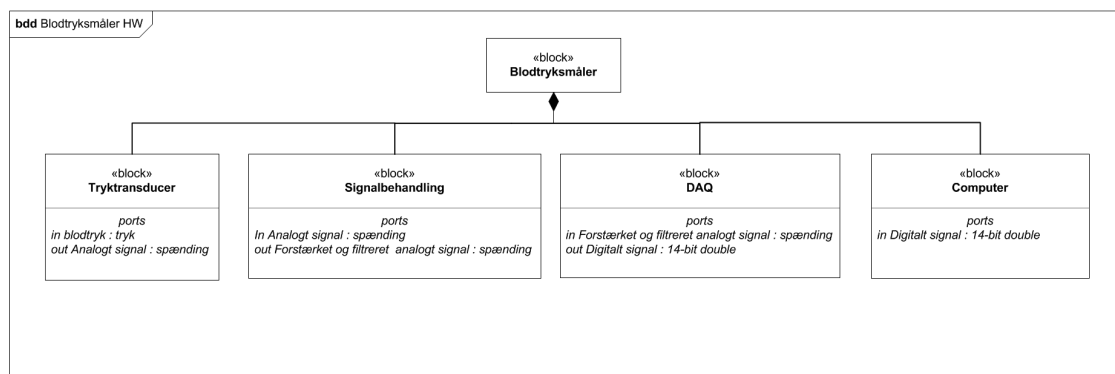 bdd Blodtryksmåler HW
«block»
Blodtryksmåler
«block»
Tryktransducer
ports
in blodtryk : tryk
out Analogt signal : spænding
«block»
Signalbehandling
ports
In Analogt signal : spænding
out Forstærket og filtreret analogt signal : spænding
«block»
DAQ
ports
in Forstærket og filtreret analogt signal : spænding
out Digitalt signal : 14-bit double
«block»
Computer
ports
in Digitalt signal : 14-bit double